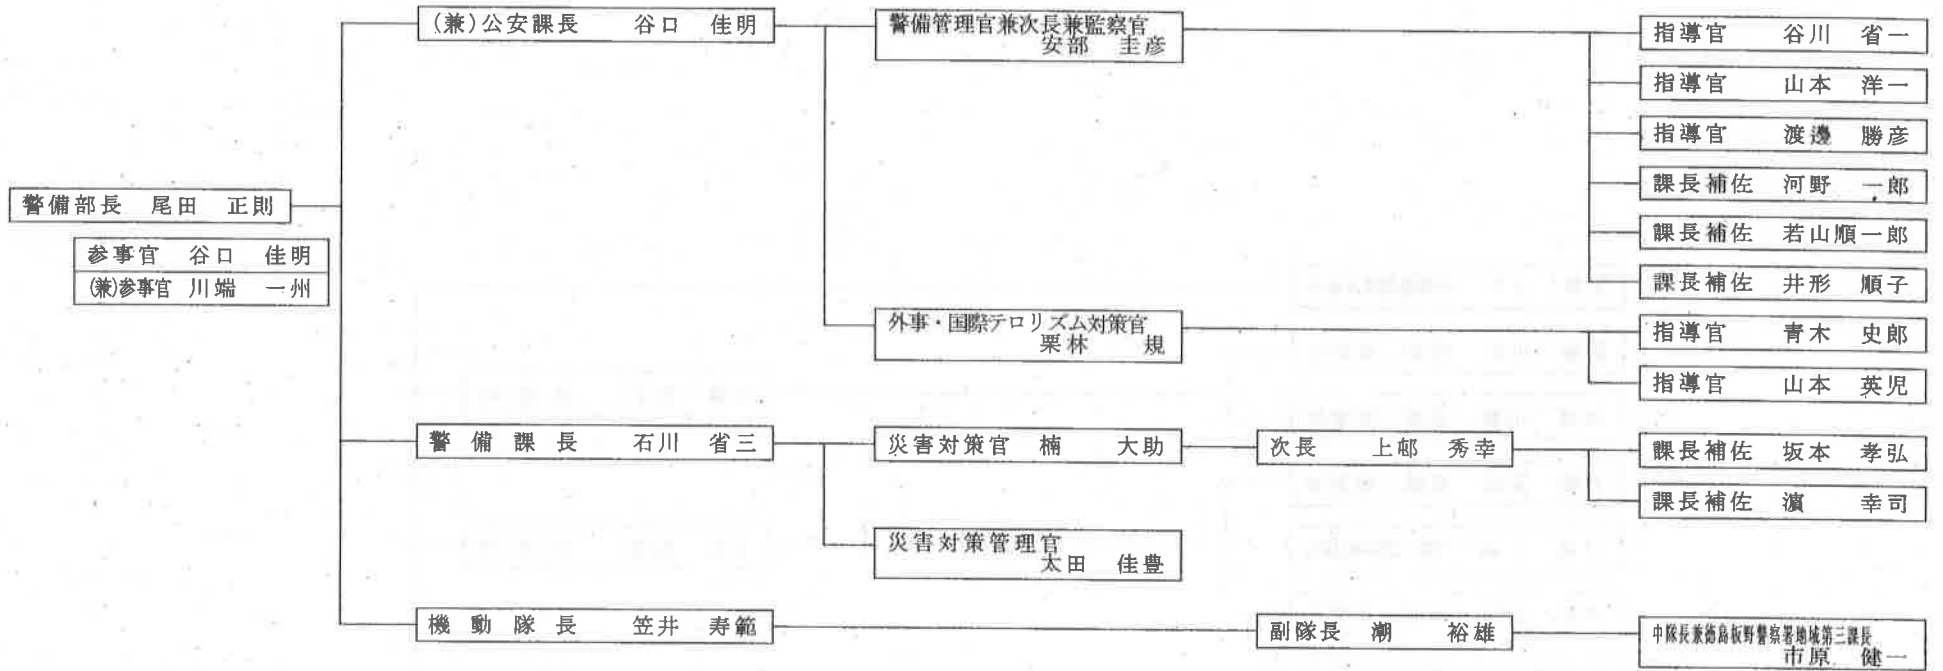 警備部長 尾田 正則
参事官 谷口 佳明
(兼)参事官 川端 一州
(兼)公安課長 谷口 佳明
警備管理官兼次長兼監察官
安部 圭彦
指導官 谷川 省一
指導官 山本 洋一
指導官 渡邊 勝彦
課長補佐 河野 一郎
課長補佐 若山順一郎
課長補佐 井形 順子
外事・国際テロリズム対策官
栗林 規
指導官 青木 史郎
指導官 山本 英児
警備課長 石川 省三
災害対策官 楠 大助
次長 上邨 秀幸
課長補佐 坂本 孝弘
課長補佐 濵 幸司
災害対策管理官
太田 佳豊
機動隊長 笠井 寿範
副隊長 潮 裕雄
中隊長兼徳島板野警察署地域第三課長
市原 健一